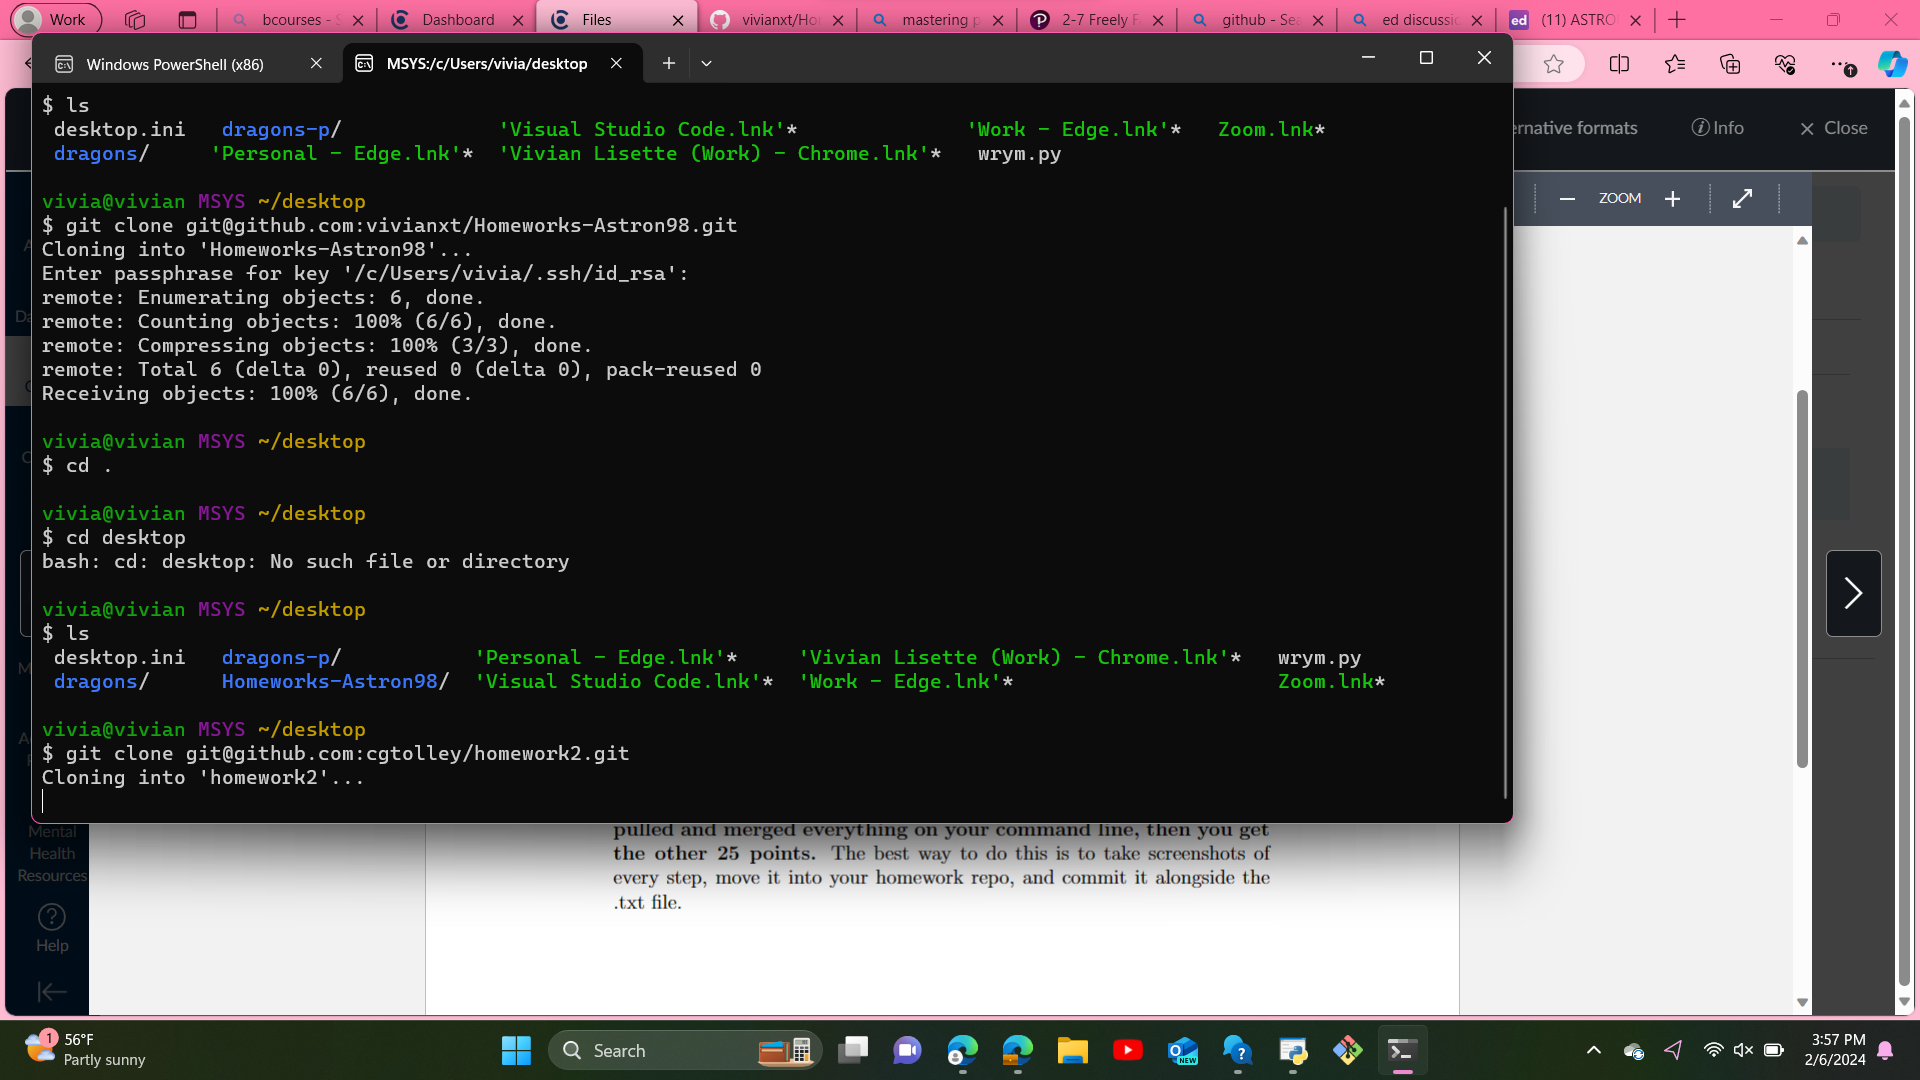 Work
bcourses - S
Dashboard
Files
vivianxt/Ho
mastering p
2-7 Freely F
github - Sea
ed discussio
ed
(11) ASTRO
Windows PowerShell (x86)
MSYS:/c/Users/vivia/desktop
ernative formats
Info
Close
ZOOM
$ ls
desktop.ini dragons-p/ 'Visual Studio Code.lnk'* 'Work - Edge.lnk'* Zoom.lnk*
dragons/ 'Personal - Edge.lnk'* 'Vivian Lisette (Work) - Chrome.lnk'* wrym.py
vivia@vivian MSYS ~/desktop
$ git clone git@github.com:vivianxt/Homeworks-Astron98.git
Cloning into 'Homeworks-Astron98'...
Enter passphrase for key '/c/Users/vivia/.ssh/id_rsa':
remote: Enumerating objects: 6, done.
remote: Counting objects: 100% (6/6), done.
remote: Compressing objects: 100% (3/3), done.
remote: Total 6 (delta 0), reused 0 (delta 0), pack-reused 0
Receiving objects: 100% (6/6), done.
vivia@vivian MSYS ~/desktop
$ cd .
vivia@vivian MSYS ~/desktop
$ cd desktop
bash: cd: desktop: No such file or directory
vivia@vivian MSYS ~/desktop
$ ls
desktop.ini dragons-p/ 'Personal - Edge.lnk'* 'Vivian Lisette (Work) - Chrome.lnk'* wrym.py
dragons/ Homeworks-Astron98/ 'Visual Studio Code.lnk'* 'Work - Edge.lnk'* Zoom.lnk*
vivia@vivian MSYS ~/desktop
$ git clone git@github.com:cgtolley/homework2.git
Cloning into 'homework2'...
pulled and merged everything on your command line, then you get
the other 25 points. The best way to do this is to take screenshots of
every step, move it into your homework repo, and commit it alongside the
.txt file.
Mental
Health
Resources
Help
1
56°F
Partly sunny
Search
NEW
3:57 PM
2/6/2024